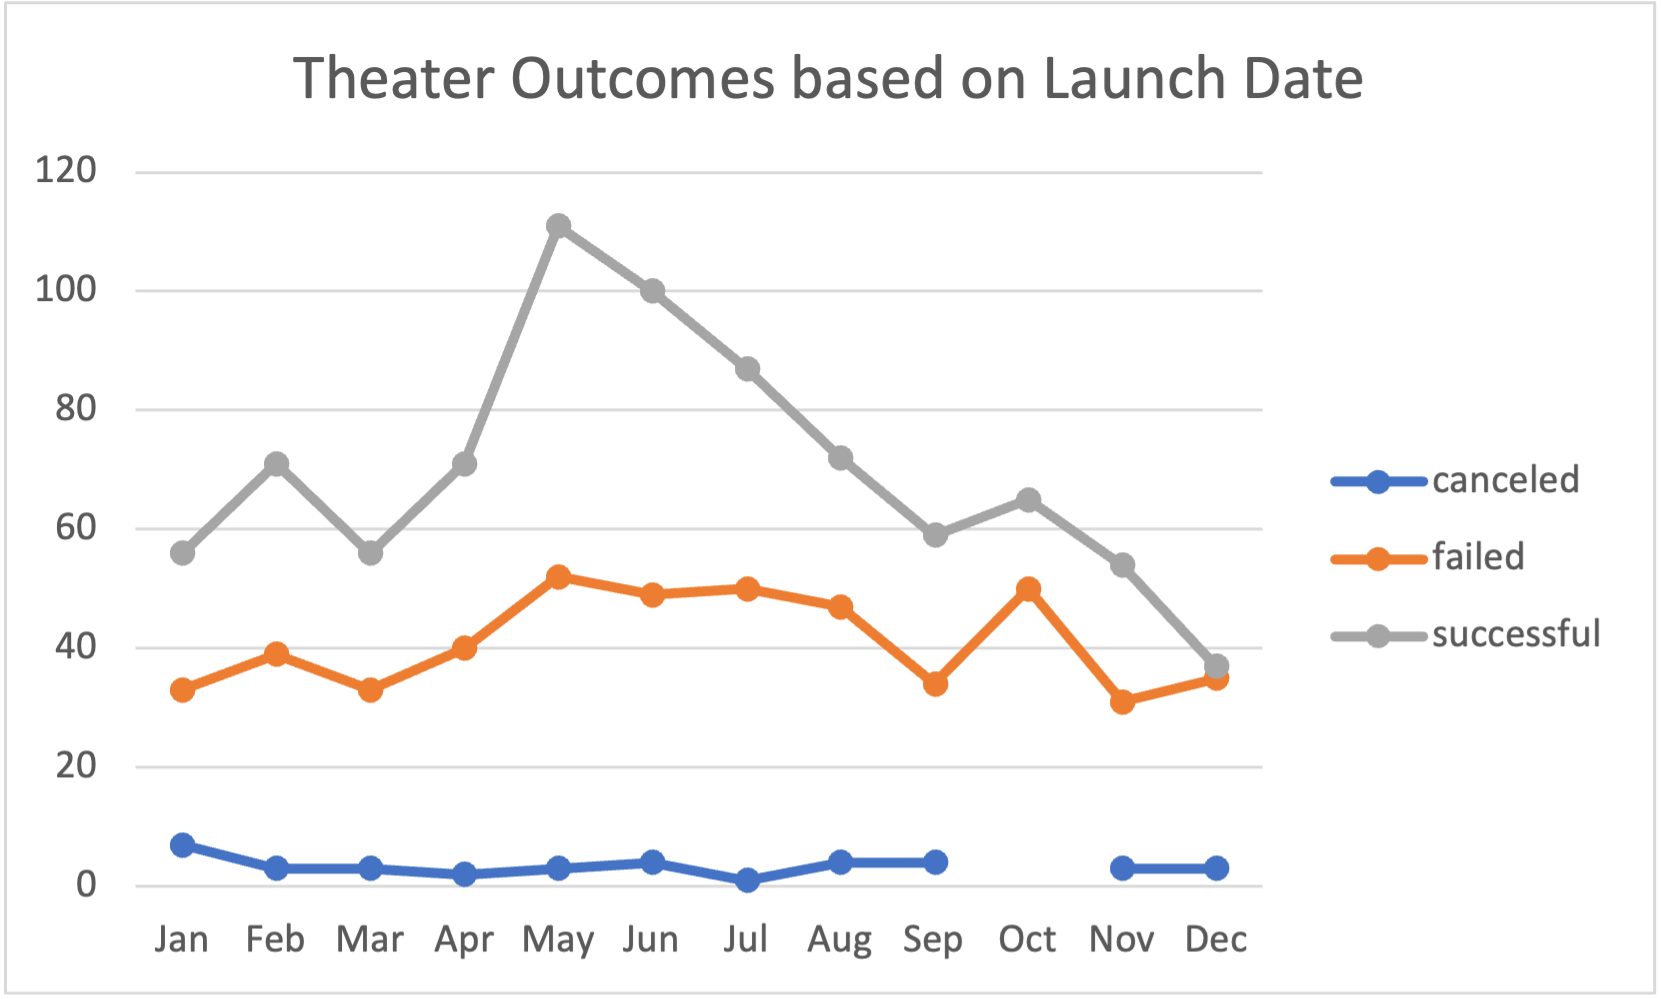 Theater Outcomes based on Launch Date
120
100
80
60
40
20
0
Jan Feb Mar Apr May Jun Jul Aug Sep Oct Nov Dec
canceled
failed
successful